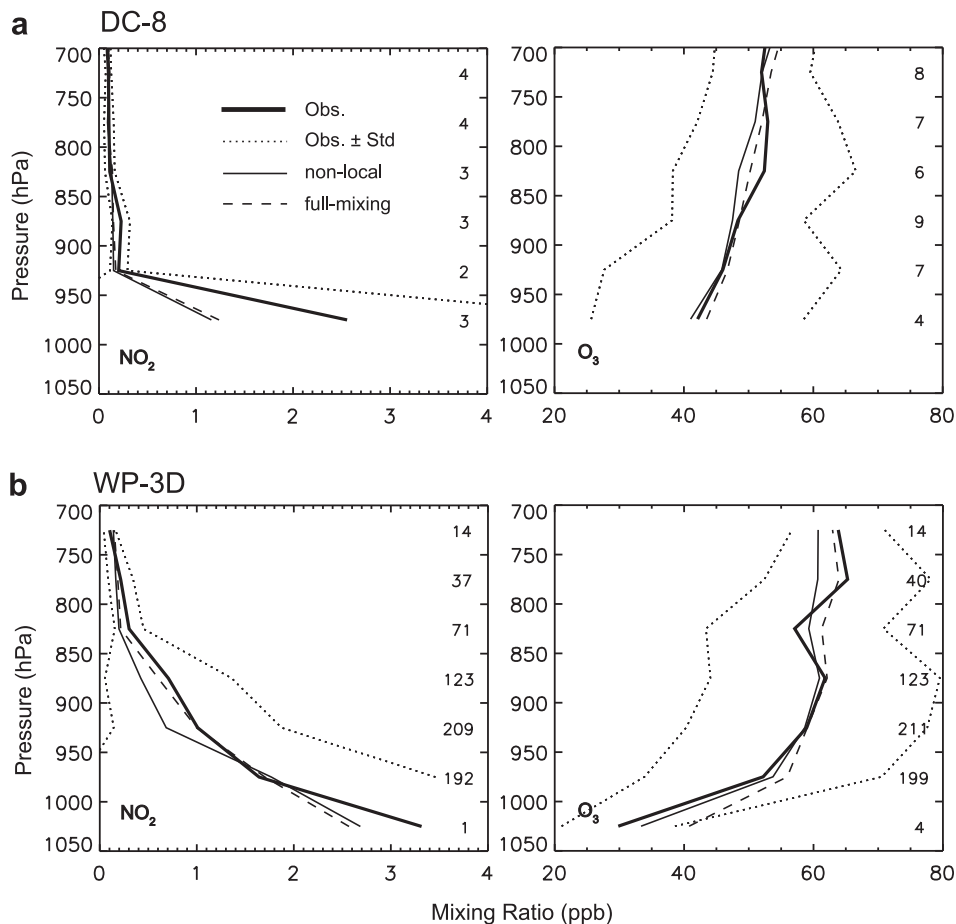 a DC-8
700
750
800
850
900
950
1000
1050
Pressure (hPa)
Obs.
Obs. ± Std
non-local
full-mixing
4
4
3
3
2
3
NO2
0 1 2 3 4
8
7
6
9
7
4
O3
20 40 60 80
b WP-3D
700
750
800
850
900
950
1000
1050
Pressure (hPa)
14
37
71
123
209
192
1
NO2
0 1 2 3 4
14
40
71
123
211
199
4
O3
20 40 60 80
Mixing Ratio (ppb)